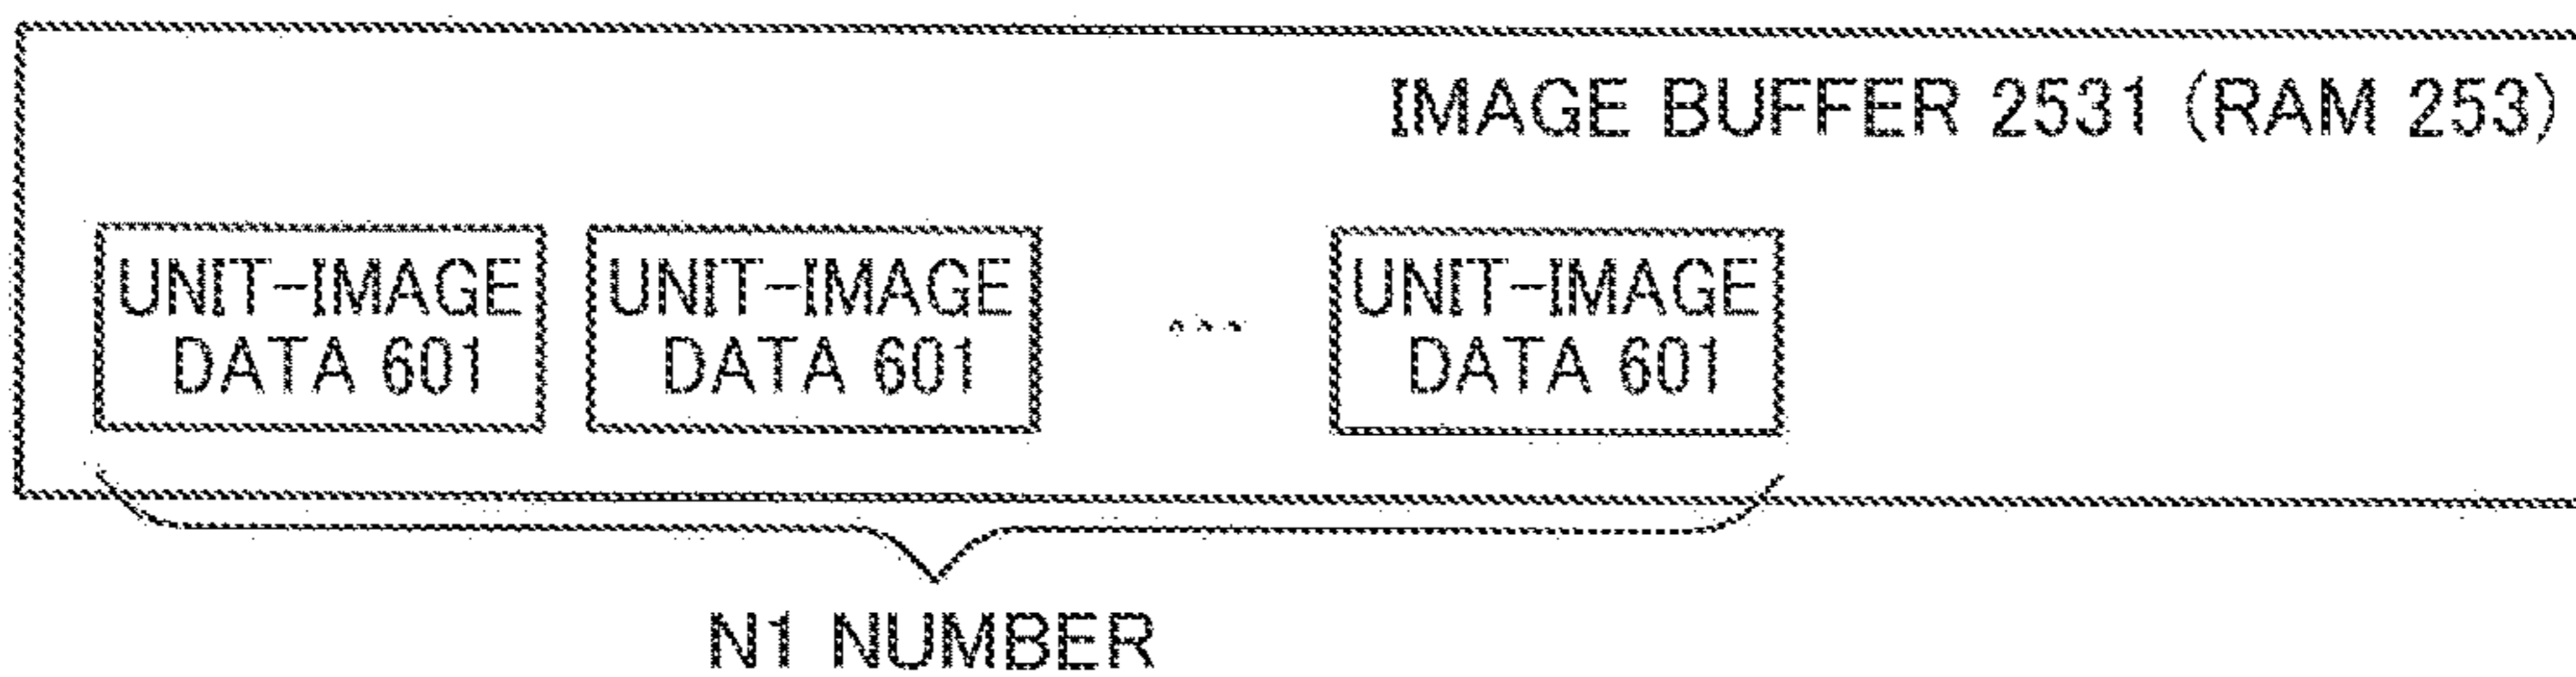 IMAGE BUFFER 2531 (RAM 253)
UNIT-IMAGE
DATA 601
UNIT-IMAGE
DATA 601
...
UNIT-IMAGE
DATA 601
N1 NUMBER